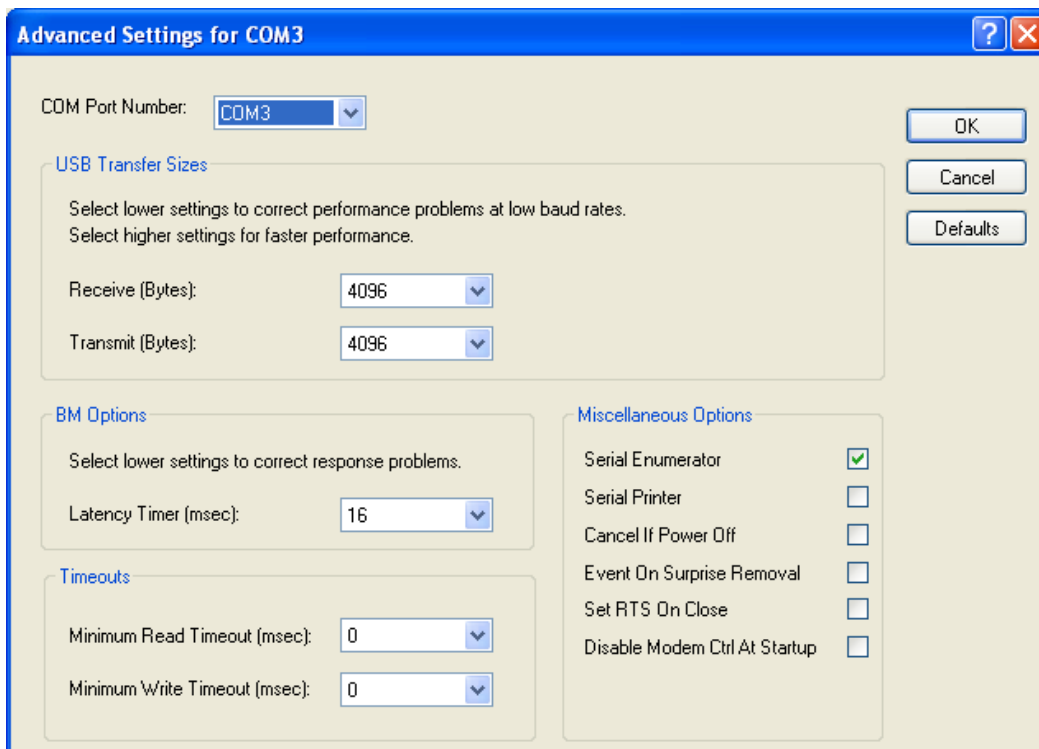 Advanced Settings for COM3
COM Port Number: COM3
OK
USB Transfer Sizes
Cancel
Select lower settings to correct performance problems at low baud rates.
Select higher settings for faster performance.
Defaults
Receive (Bytes): 4096
Transmit (Bytes): 4096
BM Options
Select lower settings to correct response problems.
Latency Timer (msec): 16
Timeouts
Minimum Read Timeout (msec): 0
Minimum Write Timeout (msec): 0
Miscellaneous Options
Serial Enumerator
Serial Printer
Cancel If Power Off
Event On Surprise Removal
Set RTS On Close
Disable Modem Ctrl At Startup